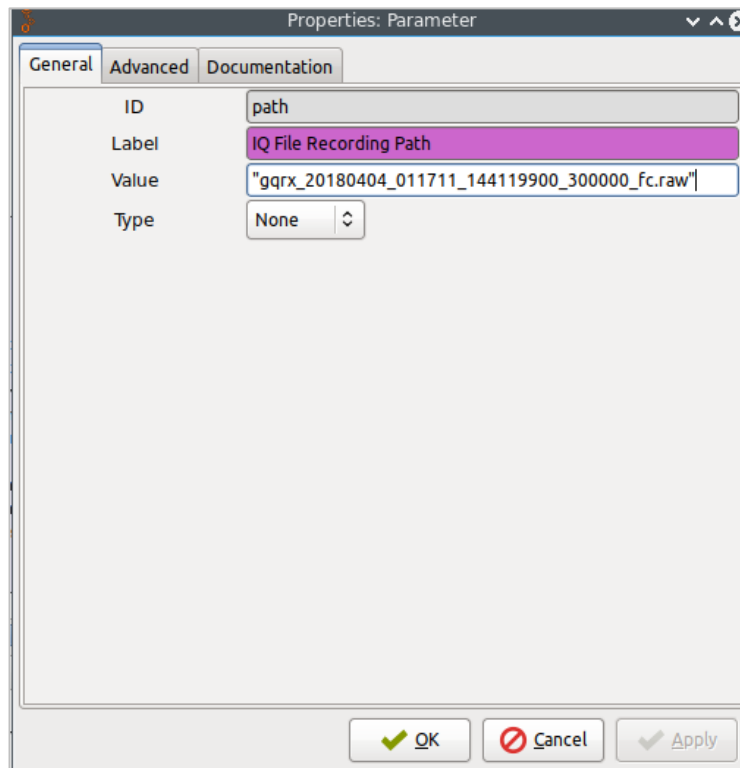 Properties: Parameter
General Advanced Documentation
ID path
Label IQ File Recording Path
Value "gqrx_20180404_011711_144119900_300000_fc.raw"
Type None
OK Cancel Apply